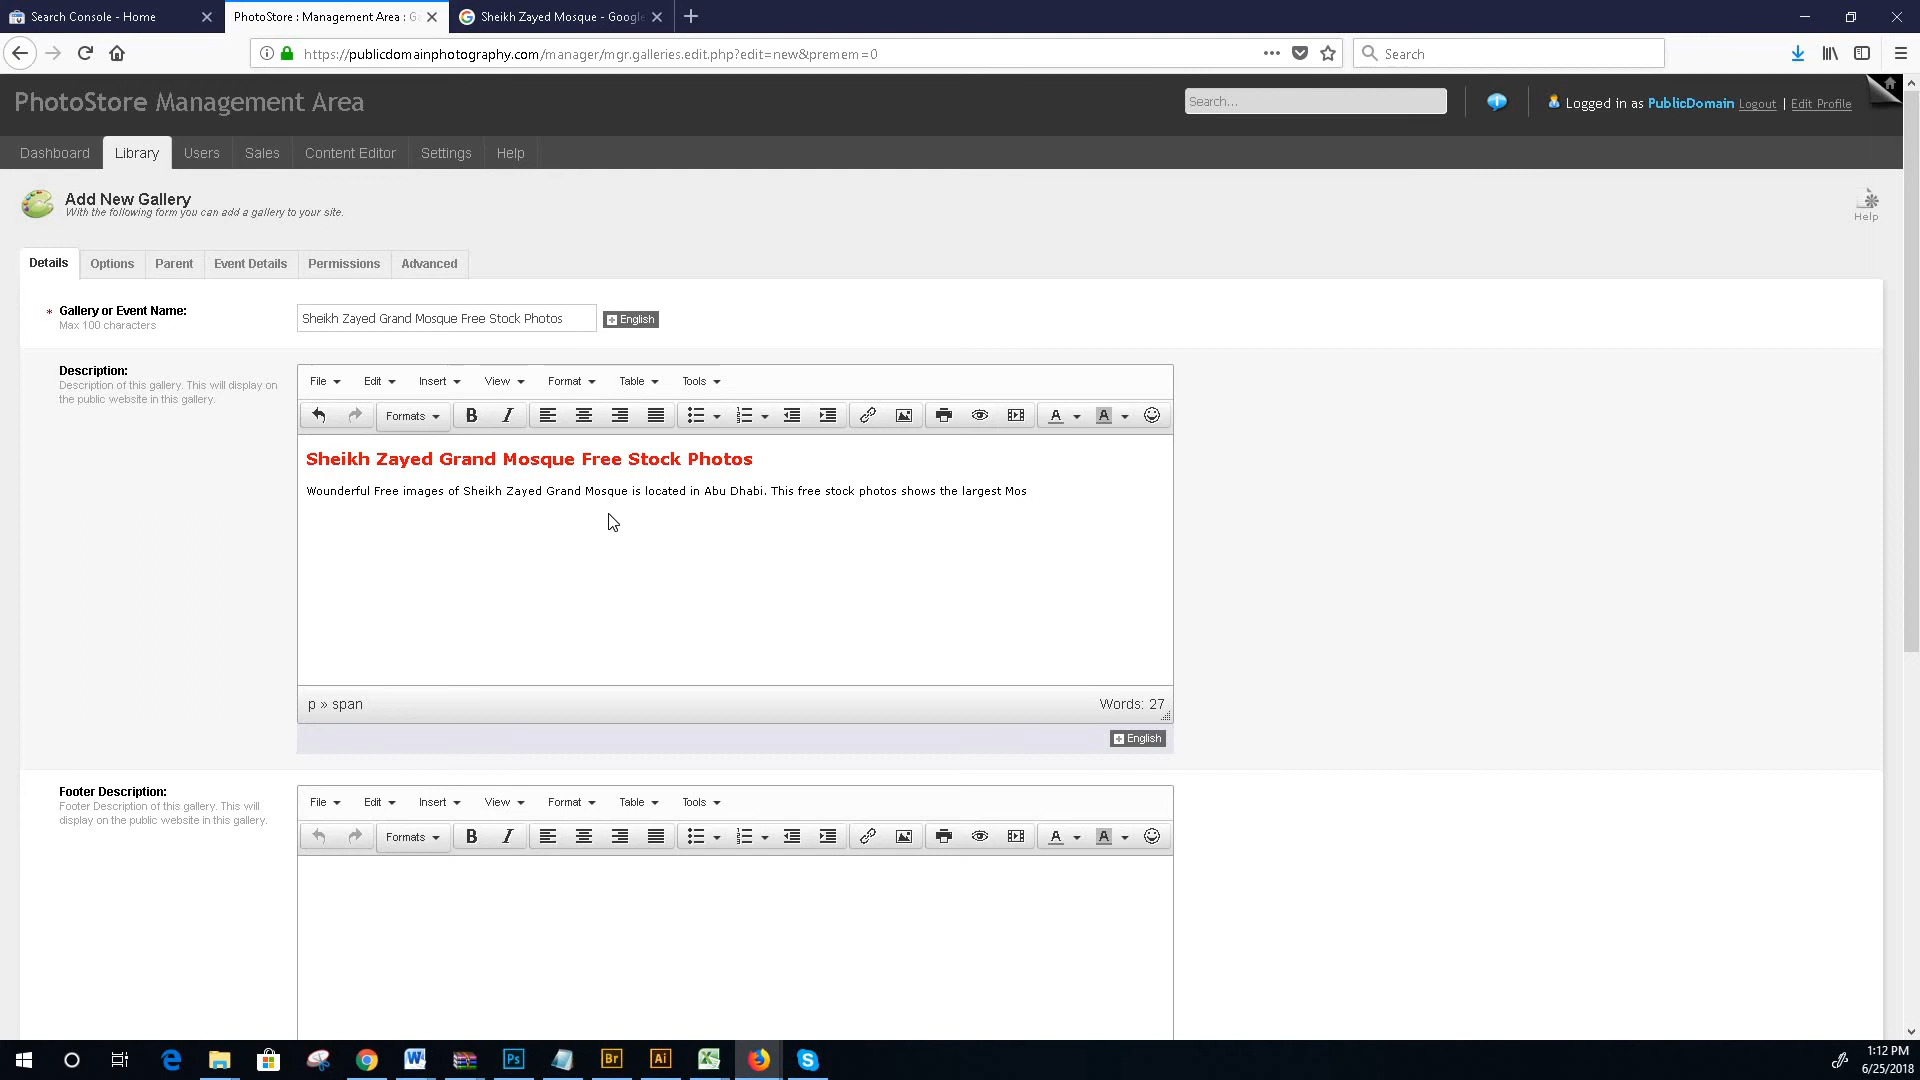 Search Console - Home
PhotoStore : Management Area : G
Sheikh Zayed Mosque - Google
https://publicdomainphotography.com/manager/mgr.galleries.edit.php?edit=new&premem=0
Search
PhotoStore Management Area
Search...
Logged in as PublicDomain Logout | Edit Profile
Dashboard Library Users Sales Content Editor Settings Help
Add New Gallery
With the following form you can add a gallery to your site.
Help
Details Options Parent Event Details Permissions Advanced
* Gallery or Event Name:
Max 100 characters
Sheikh Zayed Grand Mosque Free Stock Photos
English
Description:
Description of this gallery. This will display on
the public website in this gallery.
File Edit Insert View Format Table Tools
Formats B I A A
Sheikh Zayed Grand Mosque Free Stock Photos
Wounderful Free images of Sheikh Zayed Grand Mosque is located in Abu Dhabi. This free stock photos shows the largest Mos
p » span
Words: 27
English
Footer Description:
Footer Description of this gallery. This will
display on the public website in this gallery.
File Edit Insert View Format Table Tools
Formats B I A A
Ps Br Ai
1:12 PM
6/25/2018